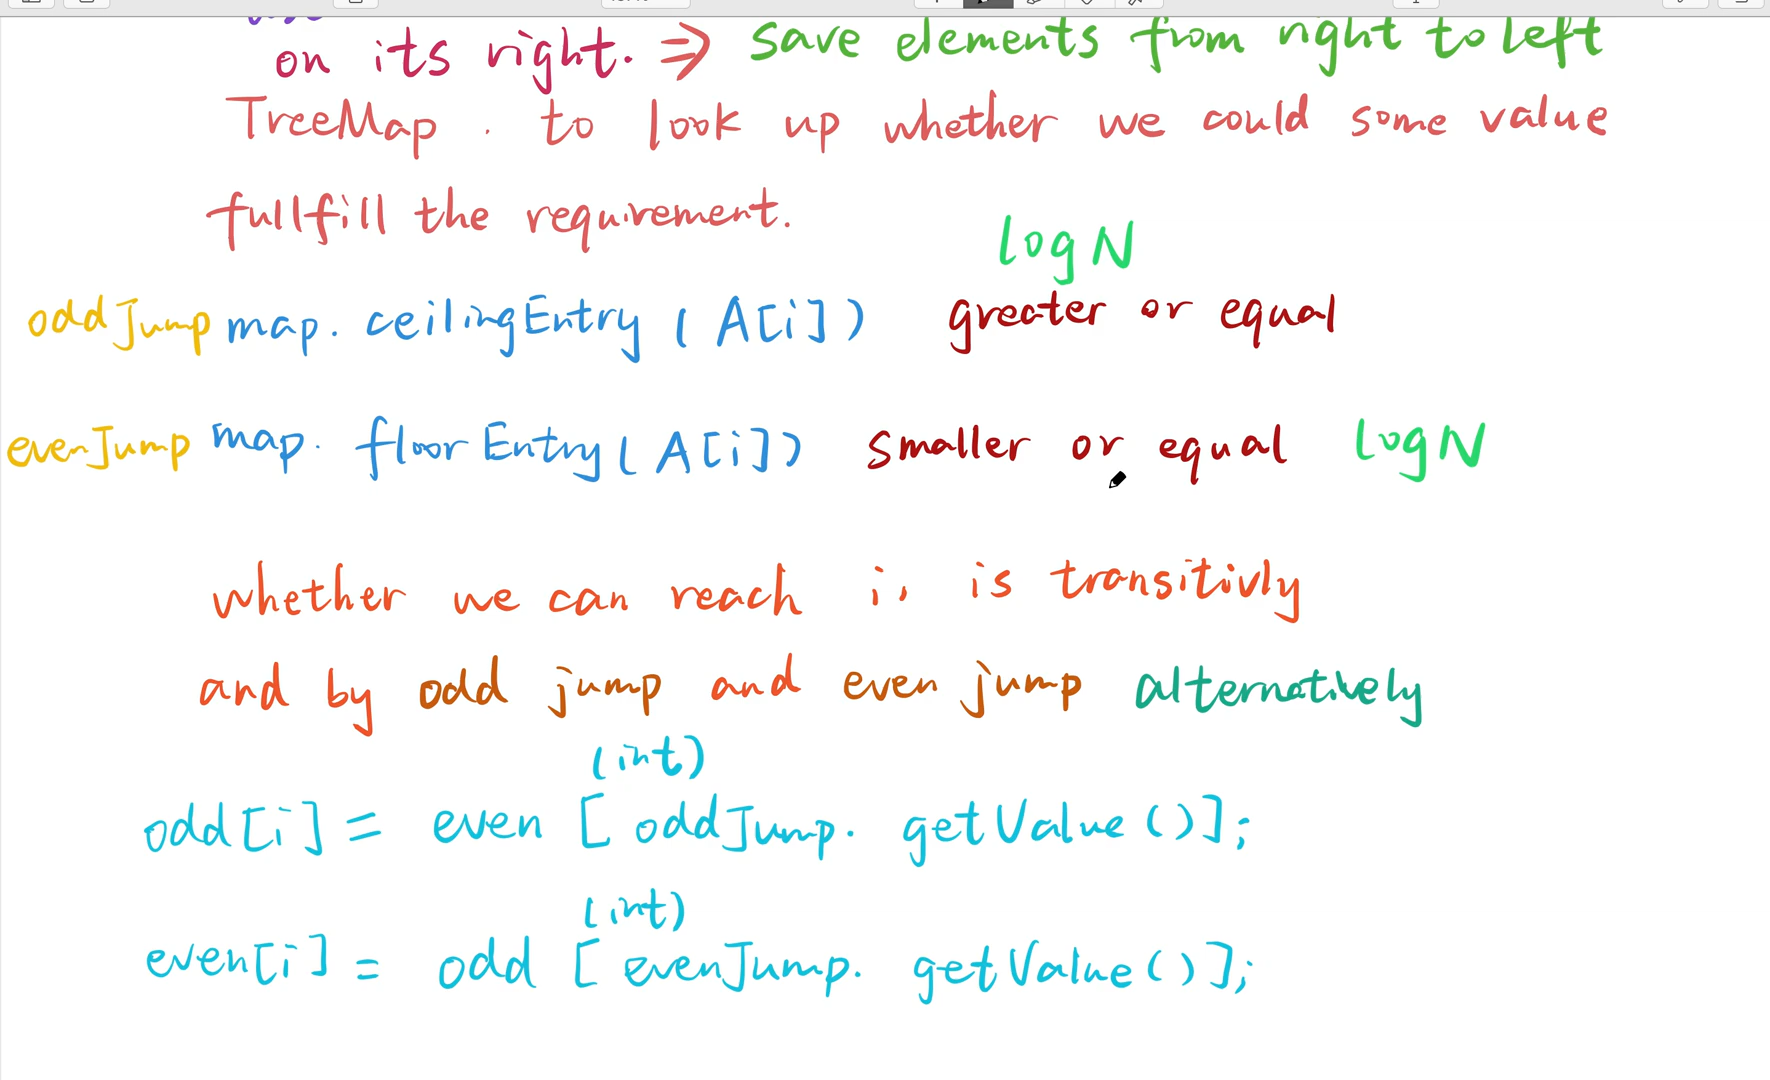 on its right. ⇒ save elements from right to left
TreeMap. to look up whether we could some value
fullfill the requirement.
logN
oddJump map. ceilingEntry (A[i]) greater or equal
evenJump map. floorEntry(A[i]) smaller or equal logN
whether we can reach i, is transitivly
and by odd jump and even jump alternatively
(int)
odd[i] = even [oddJump. getValue()];
(int)
even[i] = odd [evenJump. getValue()];